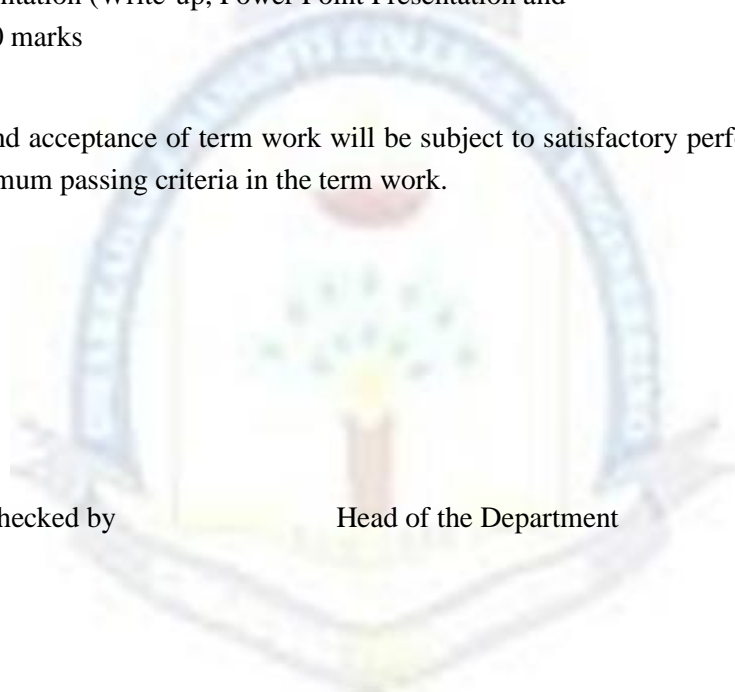 ntation (Write-up, Power Point Presentation and
0 marks
nd acceptance of term work will be subject to satisfactory perf
mum passing criteria in the term work.
hecked by Head of the Department